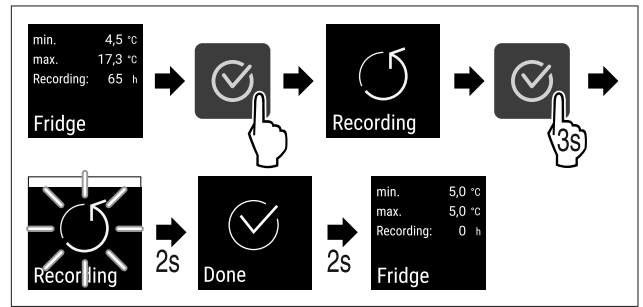 min. 4,5 °C
max. 17,3 °C
Recording: 65 h
Fridge
Recording
3s
Recording
2s
Done
2s
min. 5,0 °C
max. 5,0 °C
Recording: 0 h
Fridge